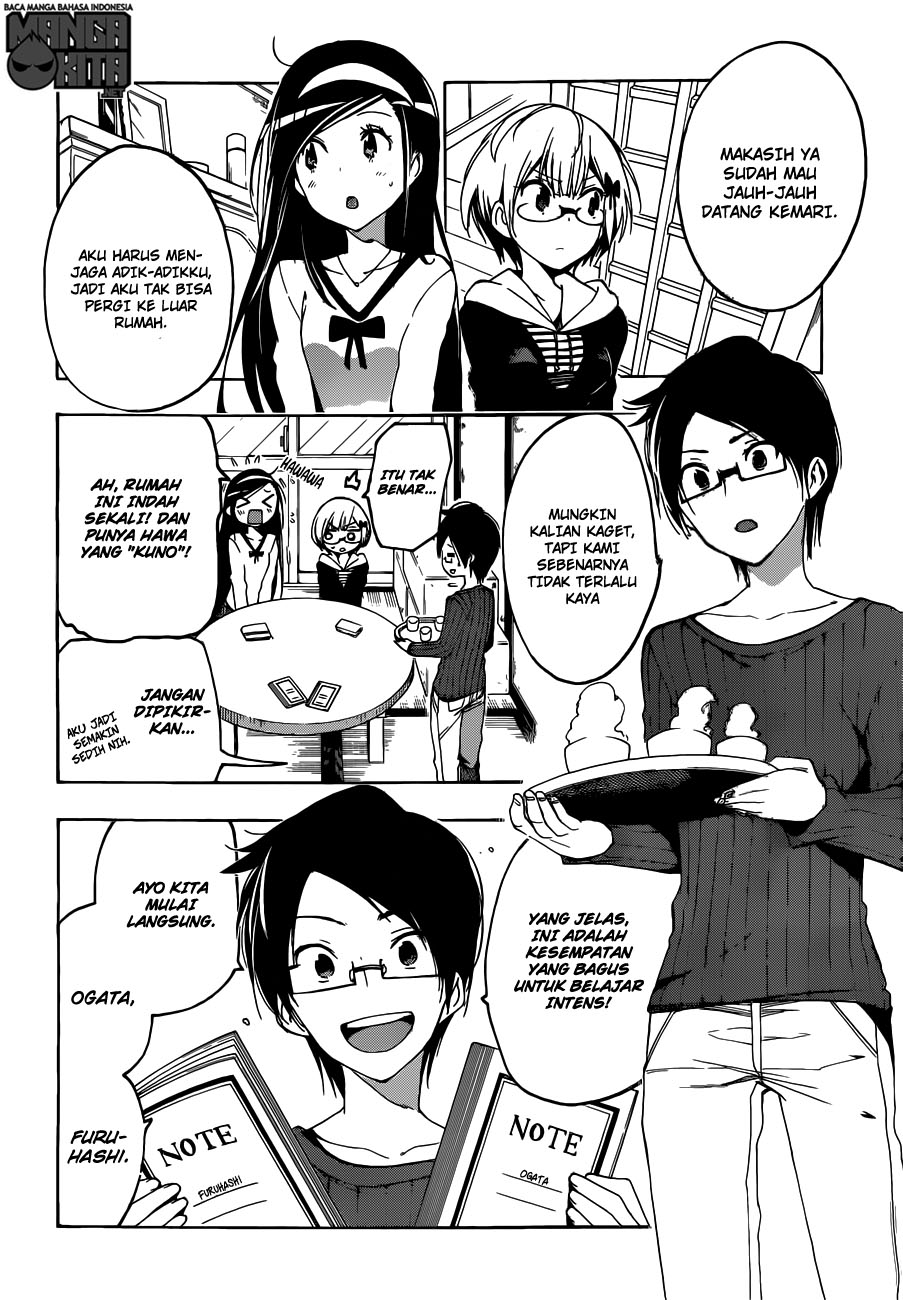 BACA MANGA BAHASA INDONESIA
MANGA
KITA
.NET
MAKASIH YA
SUDAH MAU
JAUH-JAUH
DATANG KEMARI.
AKU HARUS MEN-
JAGA ADIK-ADIKKU,
JADI AKU TAK BISA
PERGI KE LUAR
RUMAH.
MUNGKIN
KALIAN KAGET,
TAPI KAMI
SEBENARNYA
TIDAK TERLALU
KAYA
ITU TAK
BENAR...
HAWAWA
AH, RUMAH
INI INDAH
SEKALI! DAN
PUNYA HAWA
YANG "KUNO"!
JANGAN
DIPIKIR-
KAN...
AKU JADI
SEMAKIN
SEDIH NIH.
YANG JELAS,
INI ADALAH
KESEMPATAN
YANG BAGUS
UNTUK BELAJAR
INTENS!
AYO KITA
MULAI
LANGSUNG.
OGATA,
FURU-
HASHI.
NOTE
FURUHASHI
NOTE
OGATA